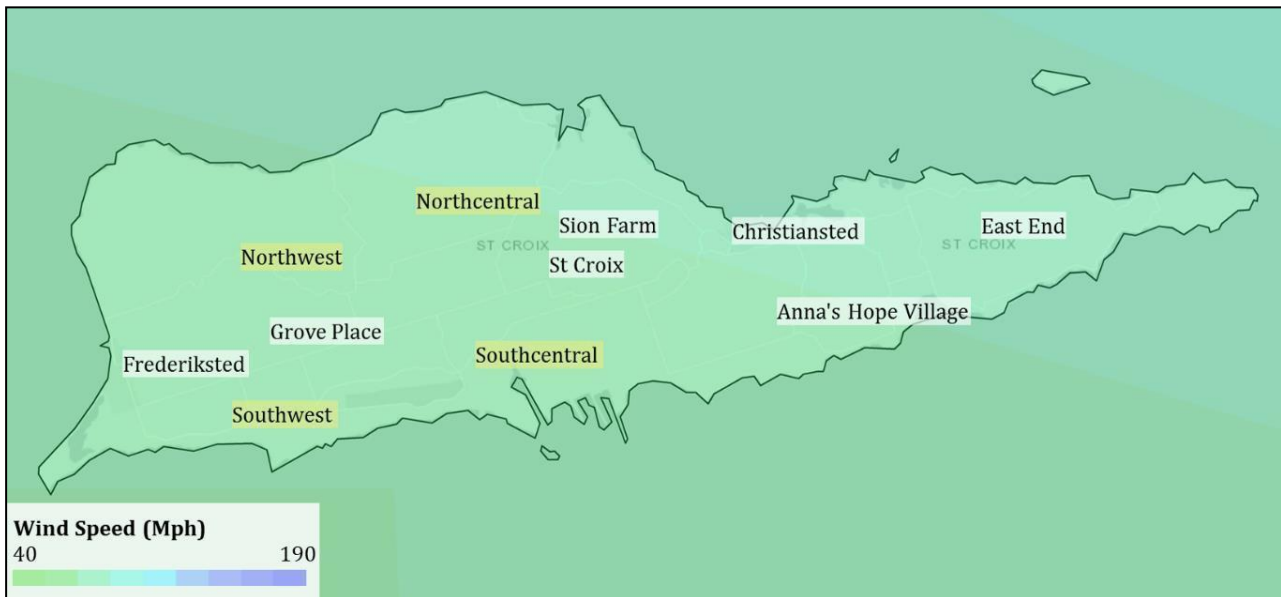 Northcentral
Sion Farm
Christiansted
East End
ST CROIX
ST CROIX
Northwest
St Croix
Anna's Hope Village
Grove Place
Southcentral
Frederiksted
Southwest
Wind Speed (Mph)
40 190